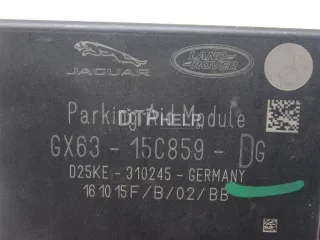 JAGUAR
LAND ROVER
Parking Aid Module
DTPHELP
GX63 - 15C859 - DG
D25KE - 310245 - GERMANY
161015F/B/02/BB